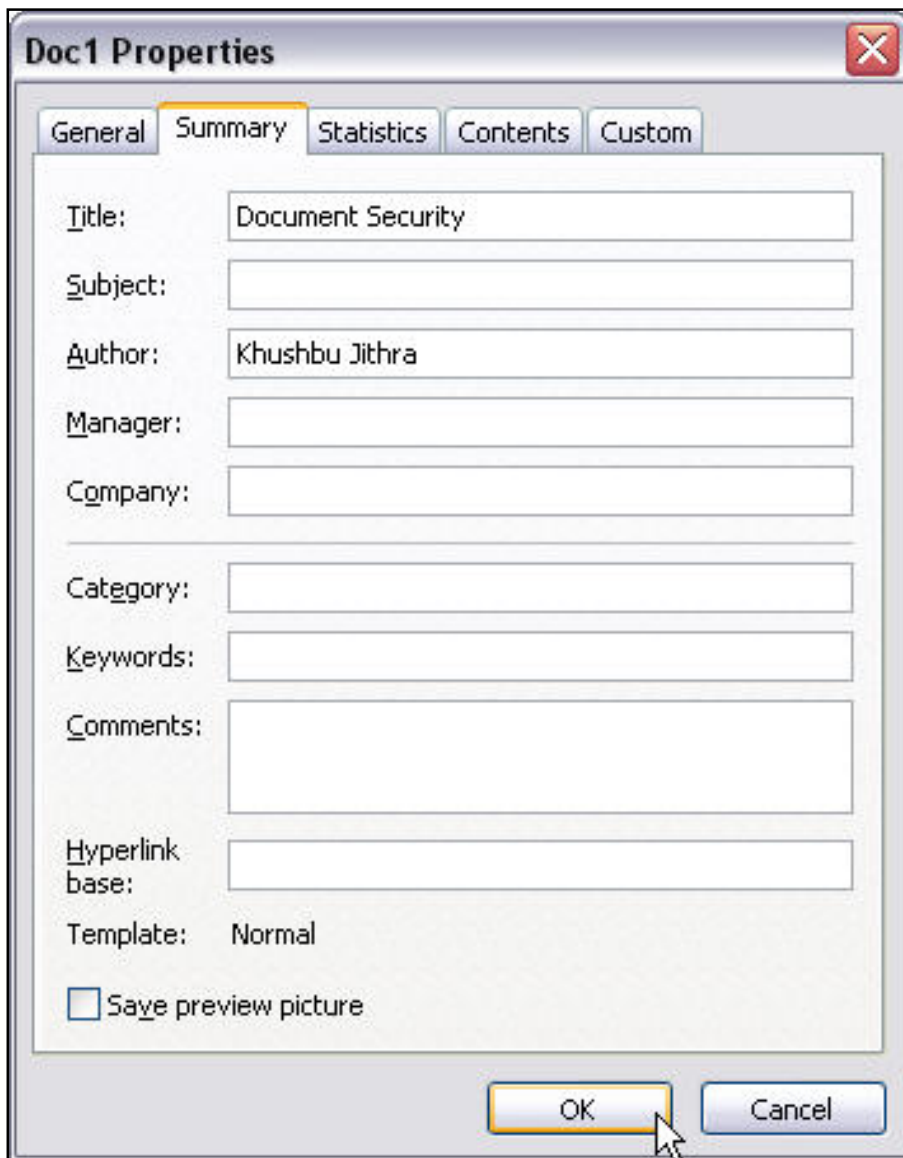 Doc1 Properties
General Summary Statistics Contents Custom
Title: Document Security
Subject:
Author: Khushbu Jithra
Manager:
Company:
Category:
Keywords:
Comments:
Hyperlink
base:
Template: Normal
Save preview picture
OK Cancel